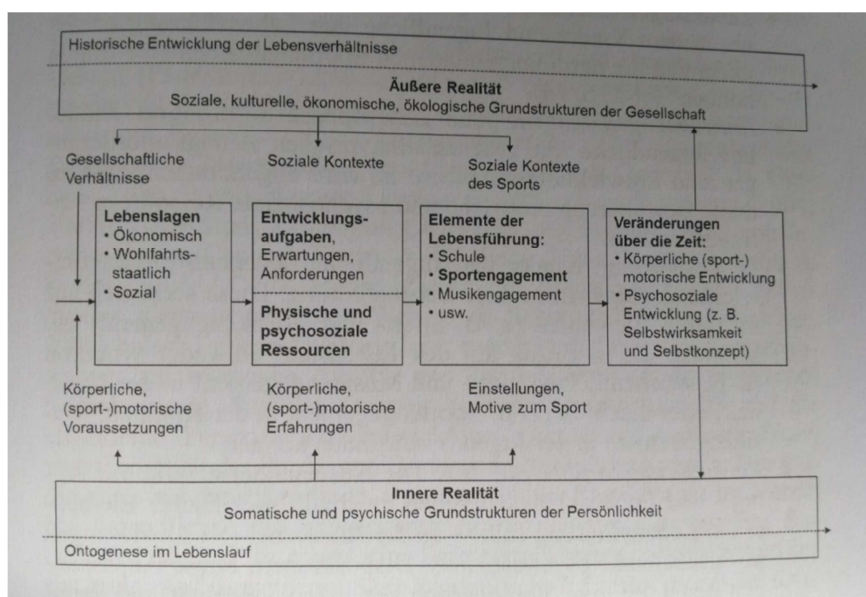 Historische Entwicklung der Lebensverhältnisse
Äußere Realität
Soziale, kulturelle, ökonomische, ökologische Grundstrukturen der Gesellschaft
Gesellschaftliche
Verhältnisse
Soziale Kontexte
Soziale Kontexte
des Sports
Lebenslagen
• Ökonomisch
• Wohlfahrts-
staatlich
• Sozial
Entwicklungs-
aufgaben,
Erwartungen,
Anforderungen
Physische und
psychosoziale
Ressourcen
Elemente der
Lebensführung:
• Schule
• Sportengagement
• Musikengagement
• usw.
Veränderungen
über die Zeit:
• Körperliche (sport-)
motorische Entwicklung
• Psychosoziale
Entwicklung (z. B.
Selbstwirksamkeit
und Selbstkonzept)
Körperliche,
(sport-)motorische
Voraussetzungen
Körperliche,
(sport-)motorische
Erfahrungen
Einstellungen,
Motive zum Sport
Innere Realität
Somatische und psychische Grundstrukturen der Persönlichkeit
Ontogenese im Lebenslauf